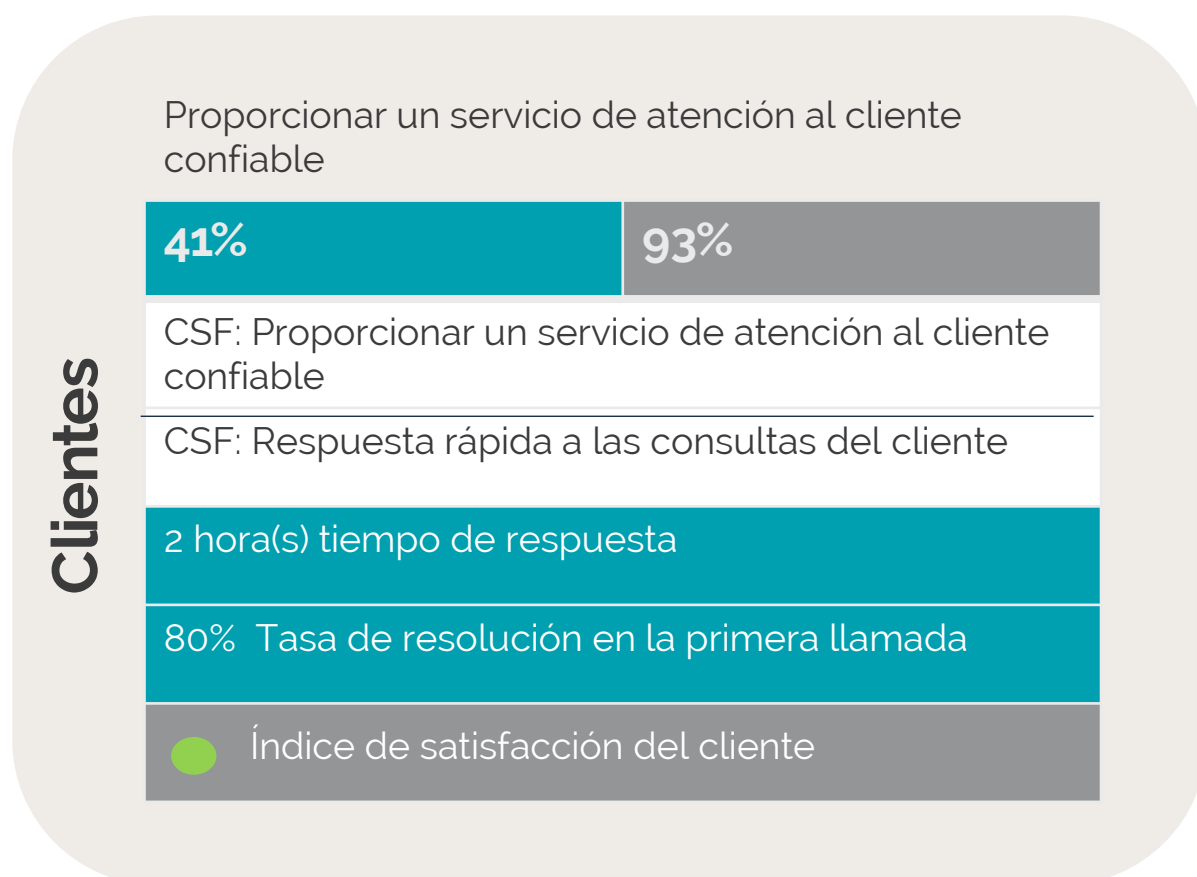 Clientes
Proporcionar un servicio de atención al cliente
confiable
41%
93%
CSF: Proporcionar un servicio de atención al cliente
confiable
CSF: Respuesta rápida a las consultas del cliente
2 hora(s) tiempo de respuesta
80% Tasa de resolución en la primera llamada
Índice de satisfacción del cliente